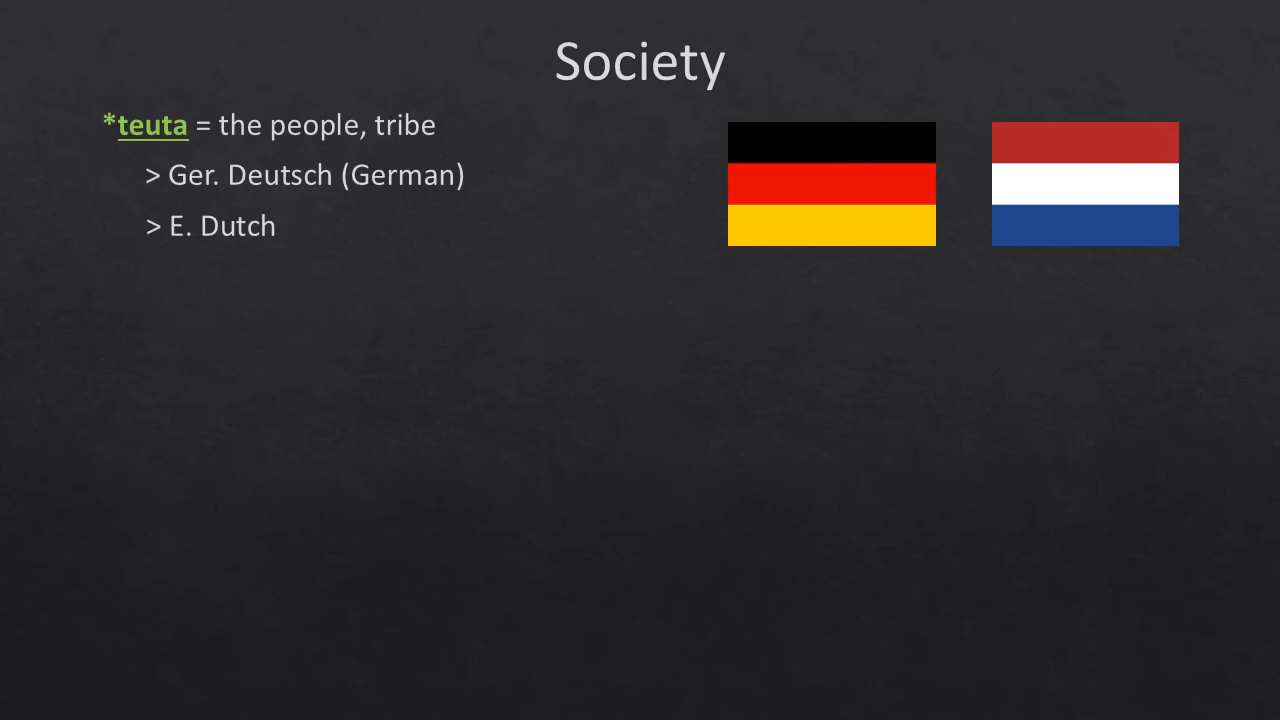 Society
*teuta = the people, tribe
> Ger. Deutsch (German)
> E. Dutch